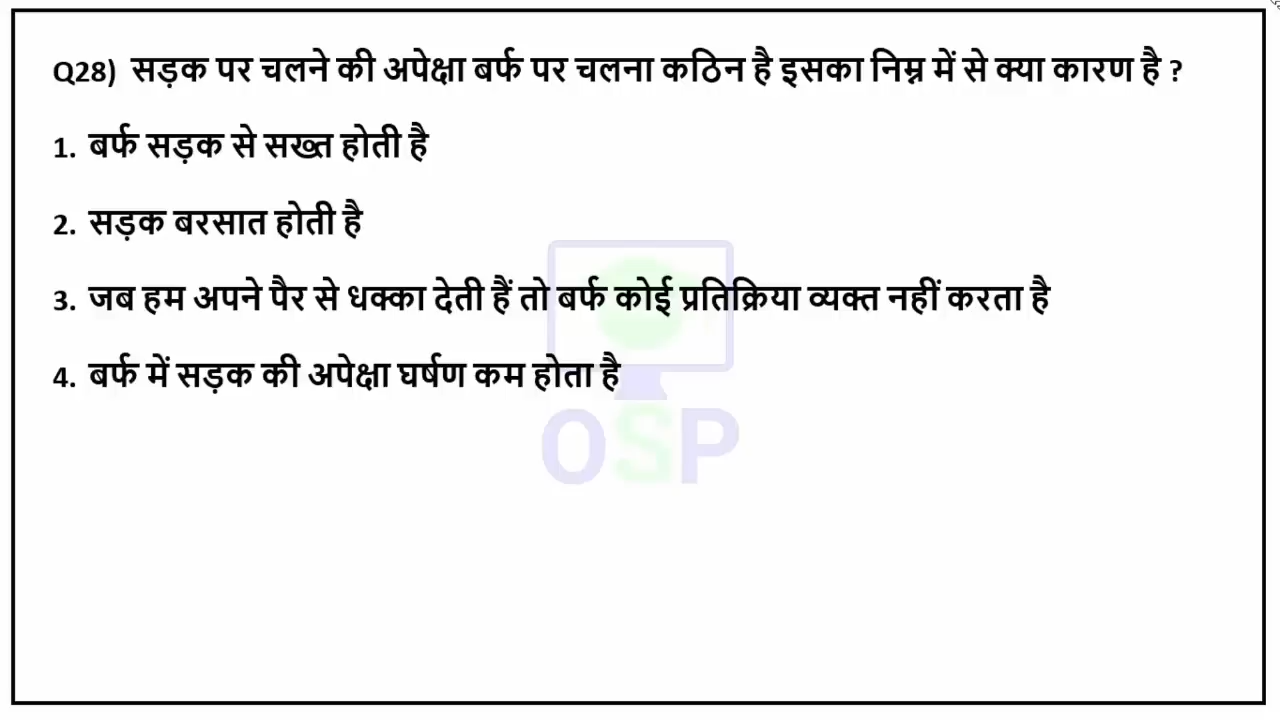 Q28) सड़क पर चलने की अपेक्षा बर्फ पर चलना कठिन है इसका निम्न में से क्या कारण है ?
1. बर्फ सड़क से सख्त होती है
2. सड़क बरसात होती है
3. जब हम अपने पैर से धक्का देती हैं तो बर्फ कोई प्रतिक्रिया व्यक्त नहीं करता है
4. बर्फ में सड़क की अपेक्षा घर्षण कम होता है
OSP